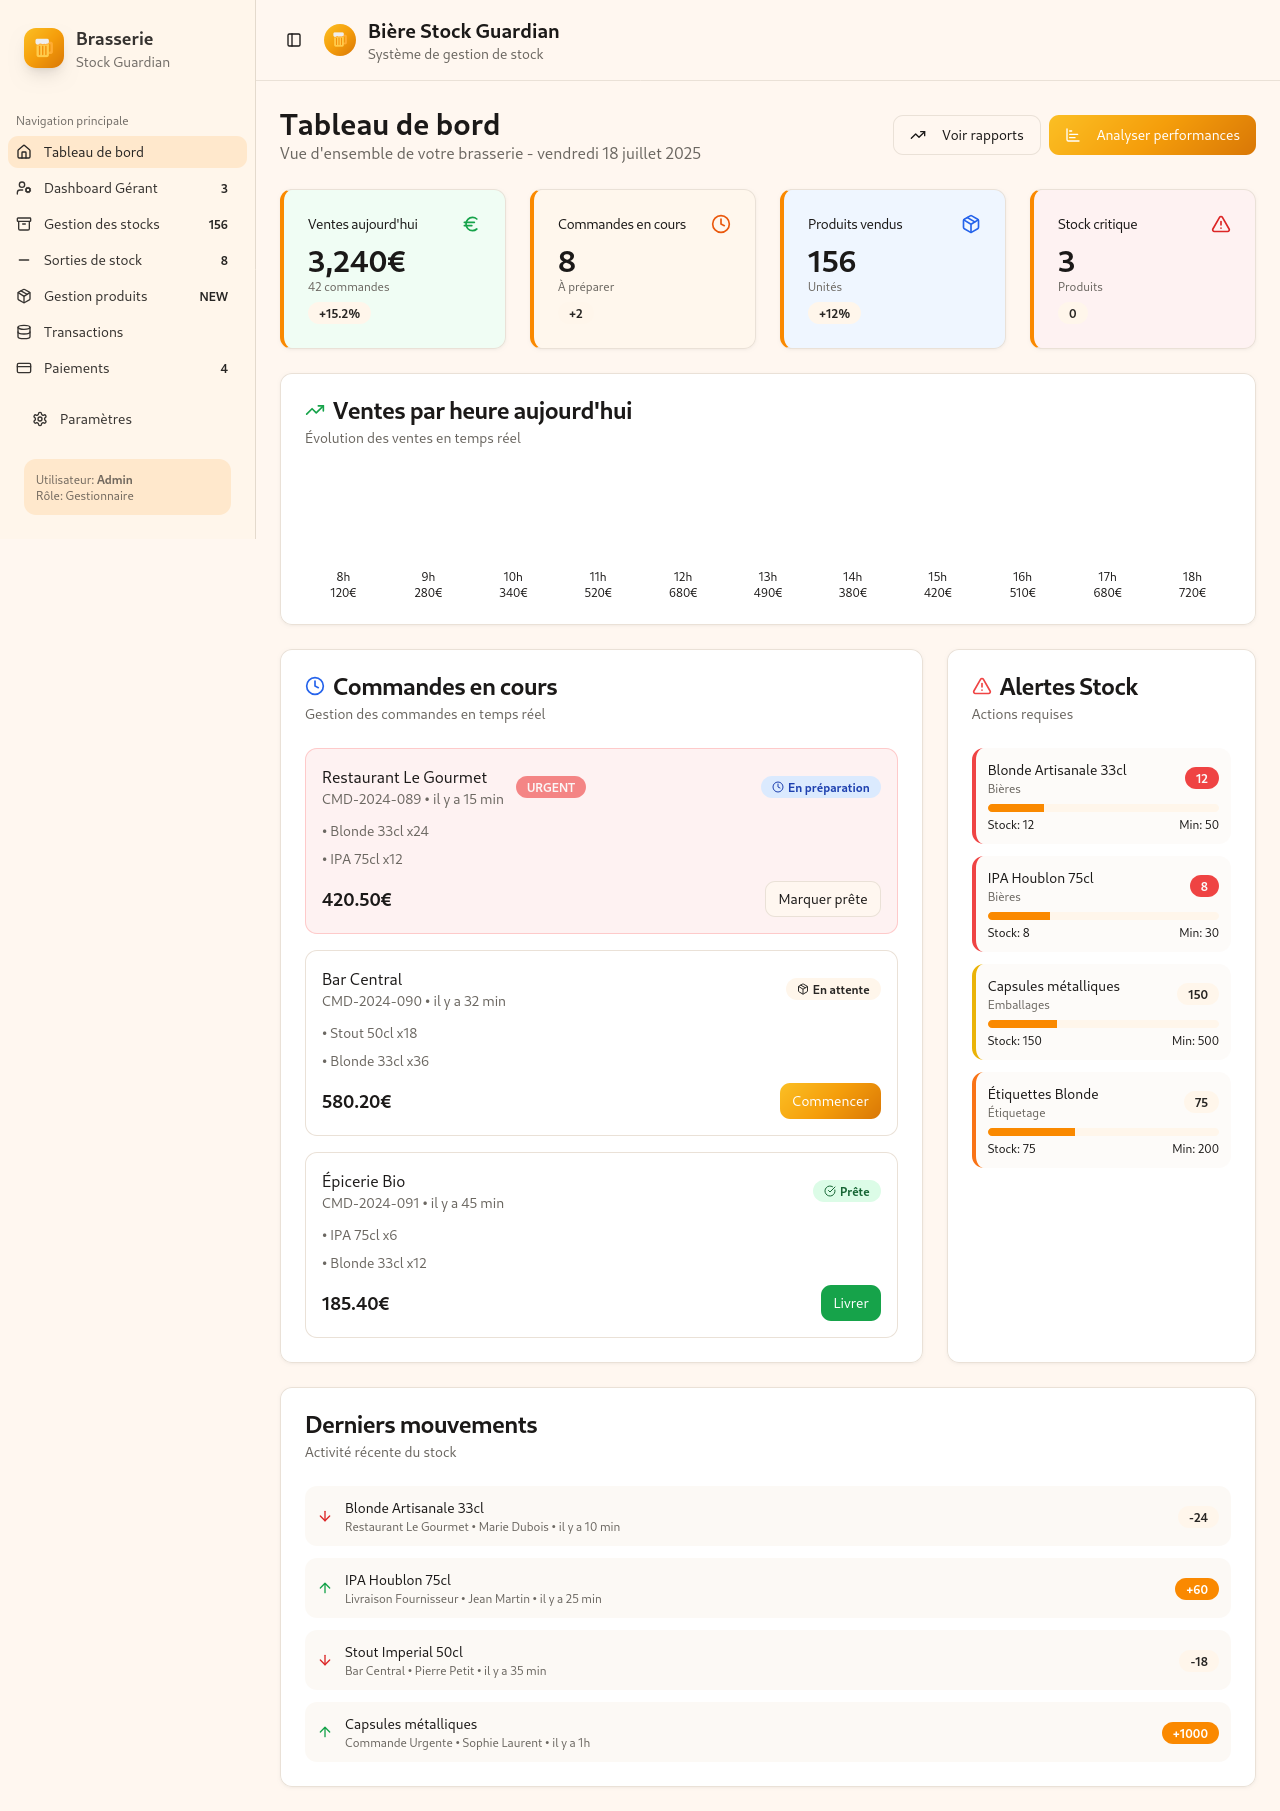 Brasserie
Stock Guardian
Navigation principale
Tableau de bord
Dashboard Gérant 3
Gestion des stocks 156
Sorties de stock 8
Gestion produits NEW
Transactions
Paiements 4
Paramètres
Utilisateur: Admin
Rôle: Gestionnaire
Bière Stock Guardian
Système de gestion de stock
Tableau de bord
Vue d'ensemble de votre brasserie - vendredi 18 juillet 2025
Voir rapports
Analyser performances
Ventes aujourd'hui
3,240€
42 commandes
+15.2%
Commandes en cours
8
À préparer
+2
Produits vendus
156
Unités
+12%
Stock critique
3
Produits
0
Ventes par heure aujourd'hui
Évolution des ventes en temps réel
8h 9h 10h 11h 12h 13h 14h 15h 16h 17h 18h
120€ 280€ 340€ 520€ 680€ 490€ 380€ 420€ 510€ 680€ 720€
Commandes en cours
Gestion des commandes en temps réel
Restaurant Le Gourmet
CMD-2024-089 • il y a 15 min
URGENT
En préparation
• Blonde 33cl x24
• IPA 75cl x12
420.50€
Marquer prête
Bar Central
CMD-2024-090 • il y a 32 min
En attente
• Stout 50cl x18
• Blonde 33cl x36
580.20€
Commencer
Épicerie Bio
CMD-2024-091 • il y a 45 min
Prête
• IPA 75cl x6
• Blonde 33cl x12
185.40€
Livrer
Alertes Stock
Actions requises
Blonde Artisanale 33cl
Bières
12
Stock: 12 Min: 50
IPA Houblon 75cl
Bières
8
Stock: 8 Min: 30
Capsules métalliques
Emballages
150
Stock: 150 Min: 500
Étiquettes Blonde
Étiquetage
75
Stock: 75 Min: 200
Derniers mouvements
Activité récente du stock
Blonde Artisanale 33cl
Restaurant Le Gourmet • Marie Dubois • il y a 10 min
-24
IPA Houblon 75cl
Livraison Fournisseur • Jean Martin • il y a 25 min
+60
Stout Imperial 50cl
Bar Central • Pierre Petit • il y a 35 min
-18
Capsules métalliques
Commande Urgente • Sophie Laurent • il y a 1h
+1000